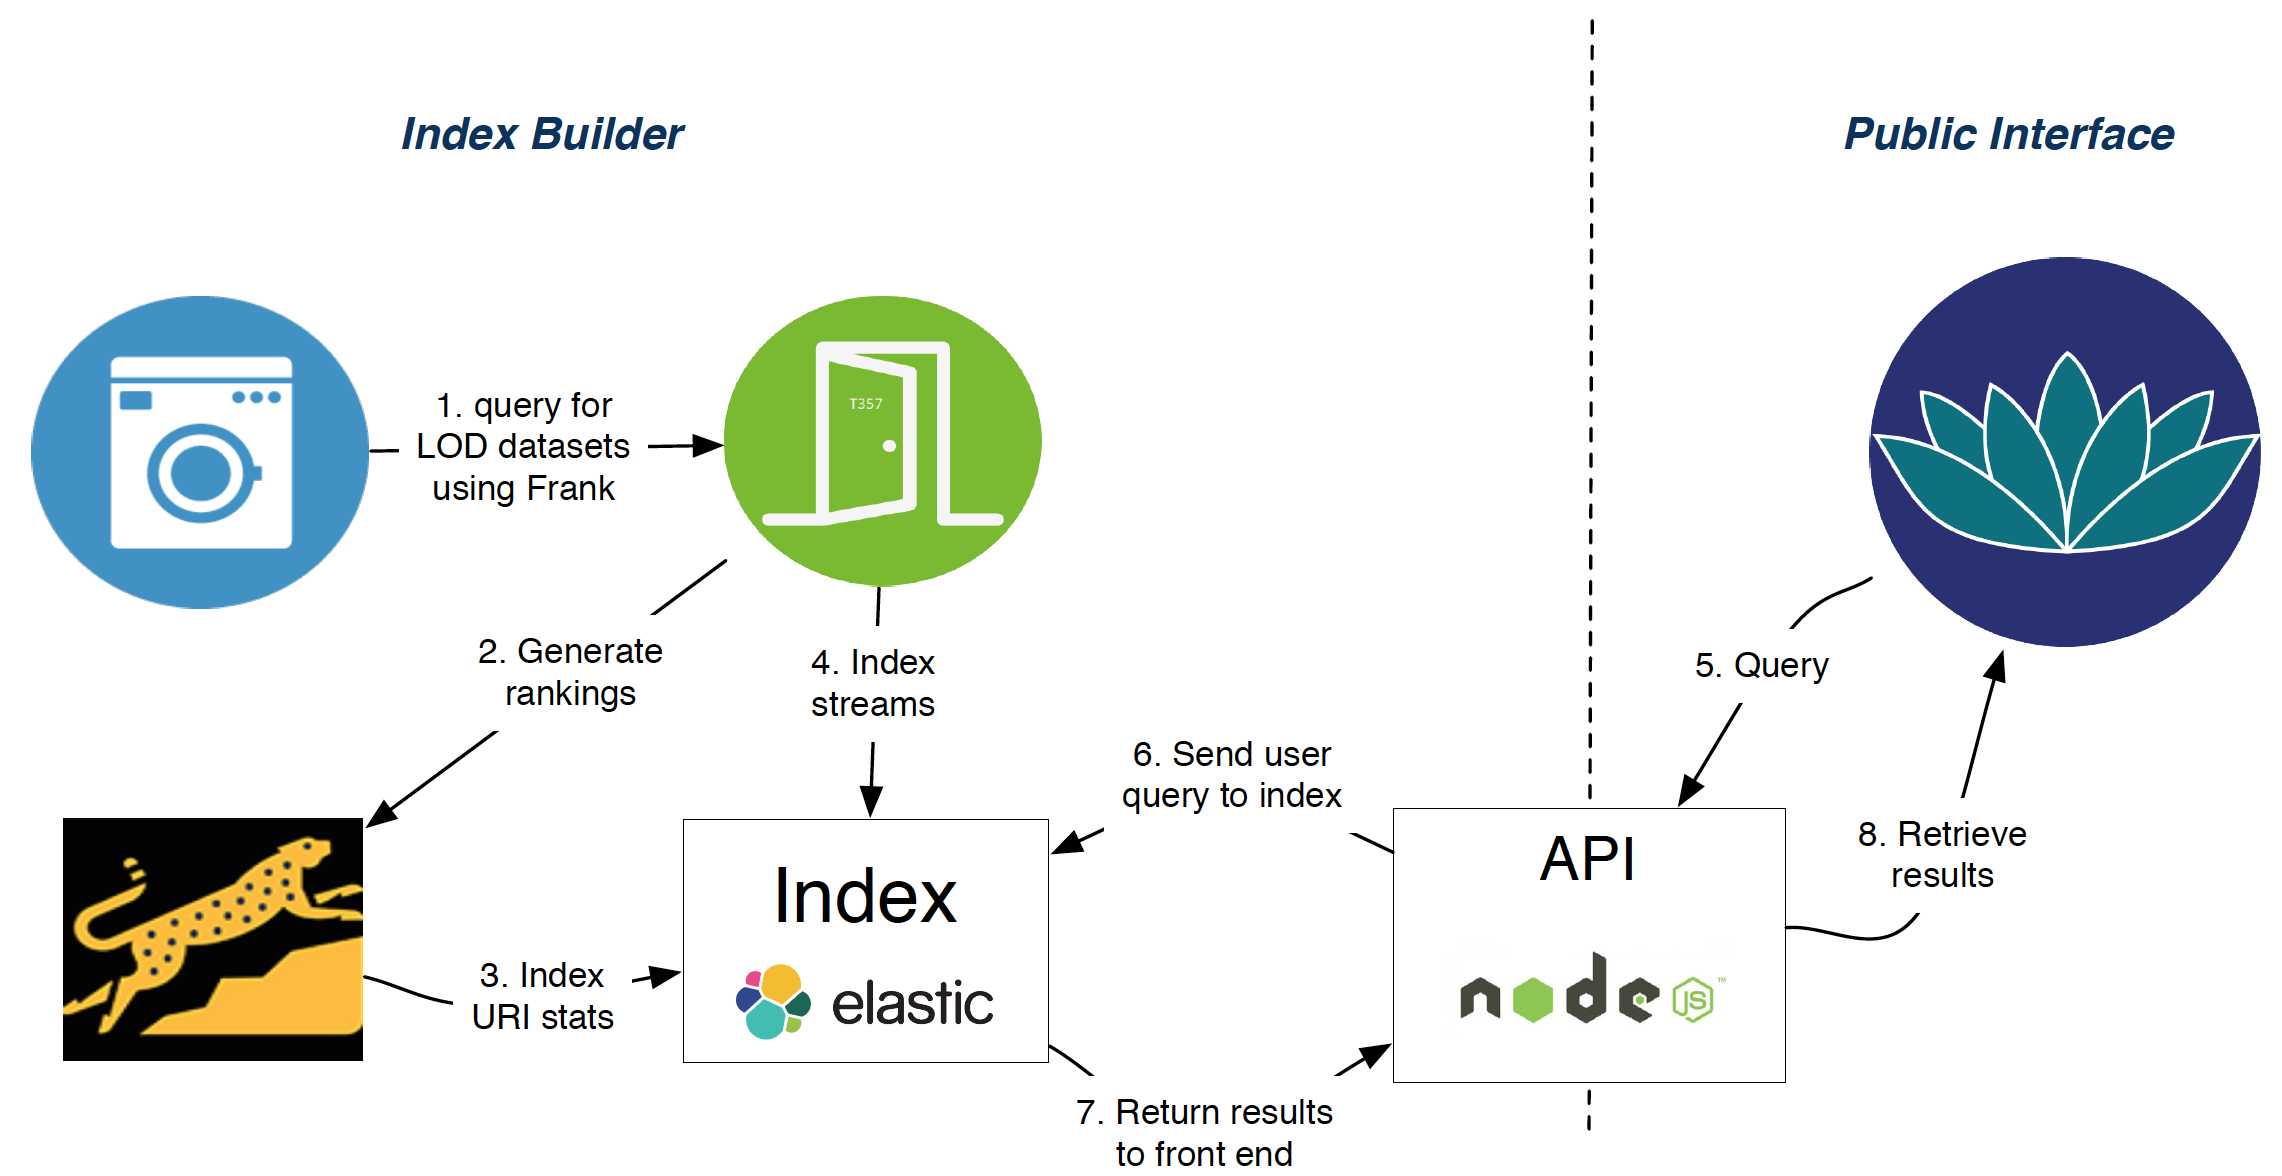 Index Builder
Public Interface
1. query for
LOD datasets
using Frank
T357
2. Generate
rankings
4. Index
streams
5. Query
6. Send user
query to index
8. Retrieve
results
3. Index
URI stats
Index
elastic
API
node
JS
™
7. Return results
to front end